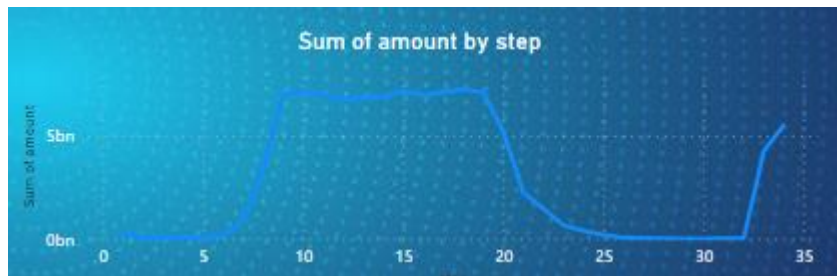 Sum of amount by step
Sum of amount
5bn
0bn
0 5 10 15 20 25 30 35